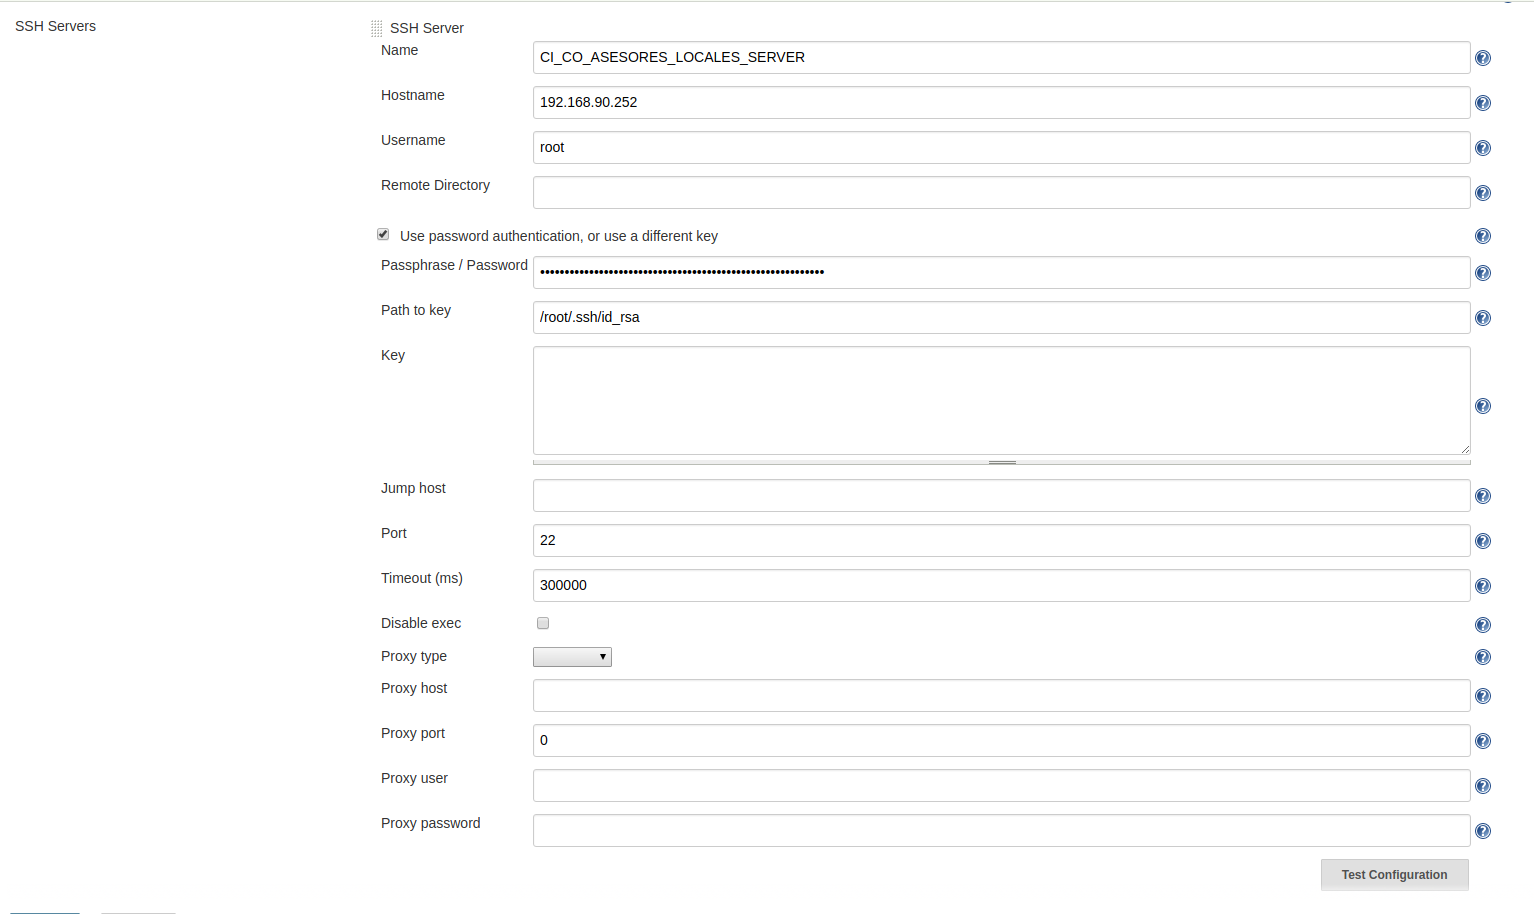 SSH Servers
SSH Server
Name
CI_CO_ASESORES_LOCALES_SERVER
Hostname
192.168.90.252
Username
root
Remote Directory
Use password authentication, or use a different key
Passphrase / Password
••••••••••••••••••••••••••••••••••••••••••••••••••••••••••
Path to key
/root/.ssh/id_rsa
Key
Jump host
Port
22
Timeout (ms)
300000
Disable exec
Proxy type
Proxy host
Proxy port
0
Proxy user
Proxy password
Test Configuration